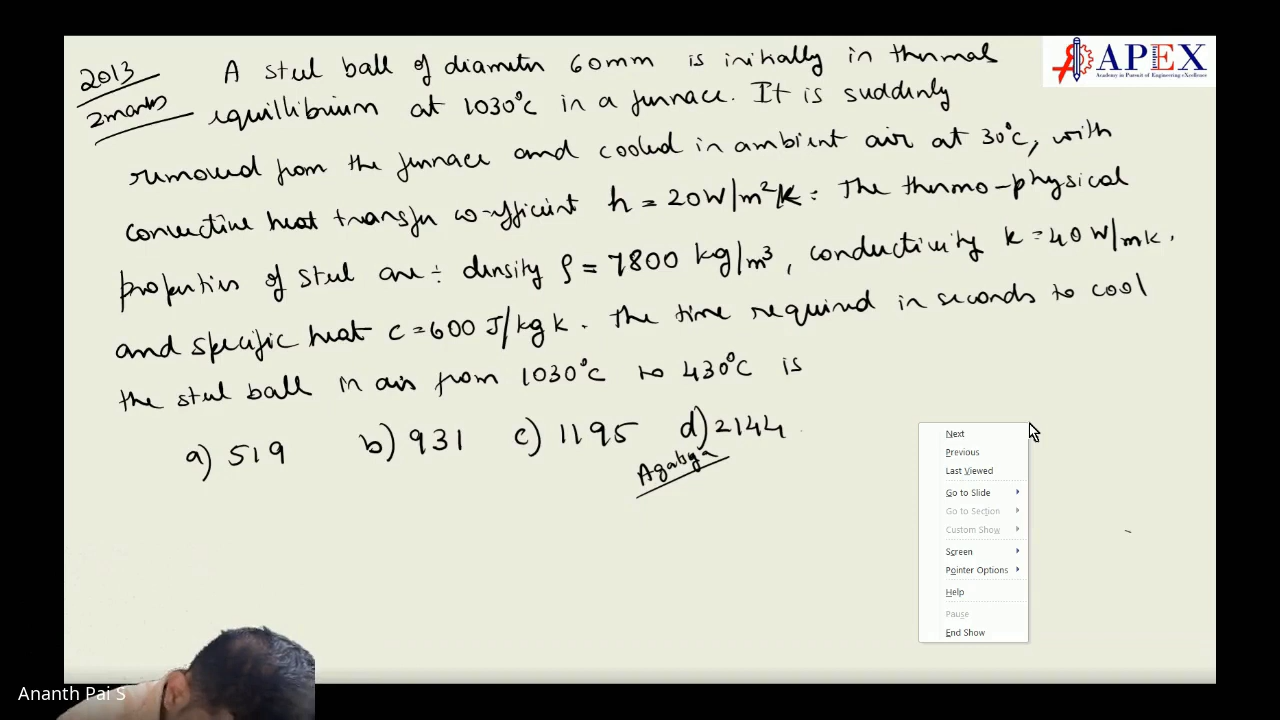 2013
2marks
A steel ball of diameter 60mm is initially in thermal
equillibrium at 1030°C in a furnace. It is suddenly
removed from the furnace and cooled in ambient air at 30°C, with
convective heat transfer co-efficient h = 20W/m²K. The thermo-physical
properties of steel are: density ρ = 7800 kg/m³, conductivity k = 40 W/mk.
and specific heat c = 600 J/kg k. The time required in seconds to cool
the steel ball in air from 1030°C to 430°C is
a) 519 b) 931 c) 1195 d) 2144
APEX
Academy in Pursuit of Engineering eXcellence
Next
Previous
Last Viewed
Go to Slide
Go to Section
Custom Show
Screen
Pointer Options
Help
Pause
End Show
Ananth Pai S